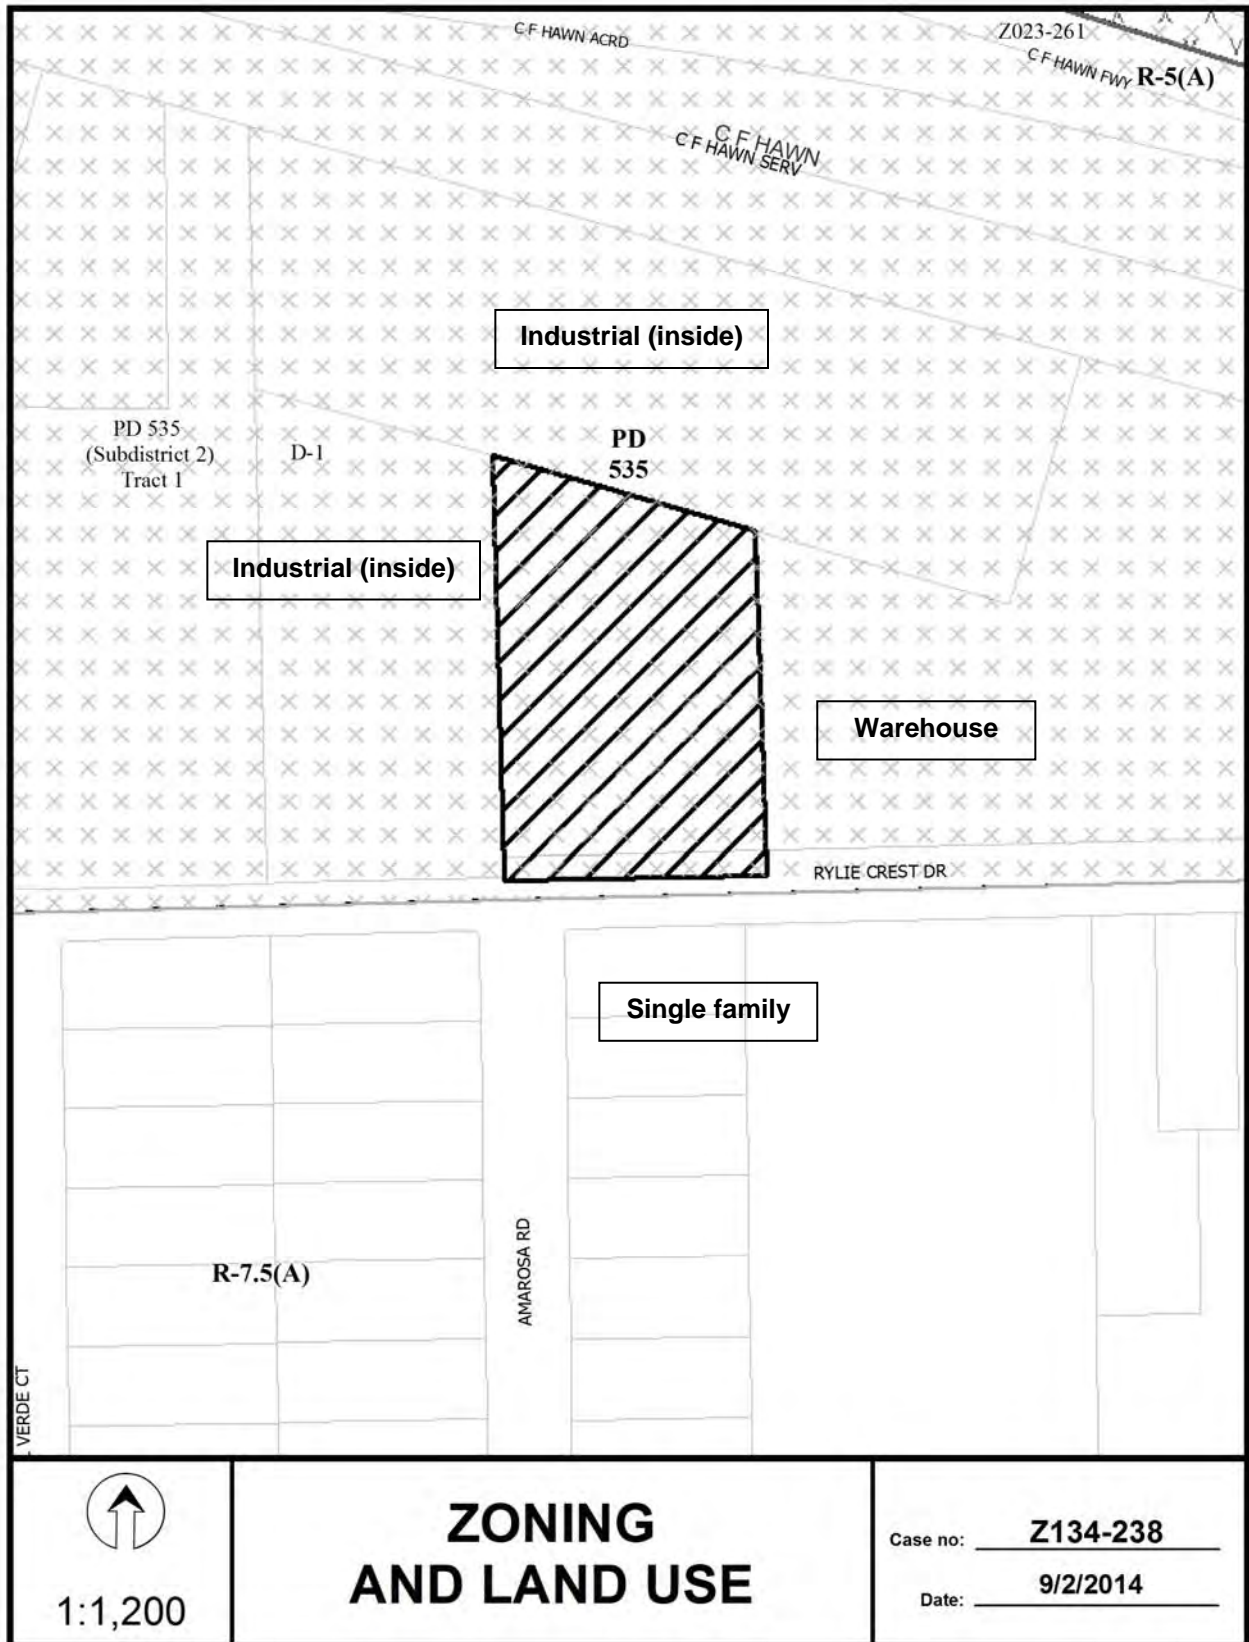 C F HAWN ACRD
Z023-261
C F HAWN FWY
R-5(A)
C F HAWN
C F HAWN SERV
Industrial (inside)
PD 535
(Subdistrict 2)
Tract 1
D-1
PD
535
Industrial (inside)
Warehouse
RYLIE CREST DR
Single family
AMAROSA RD
R-7.5(A)
VERDE CT
1:1,200
ZONING
AND LAND USE
Case no: Z134-238
Date: 9/2/2014